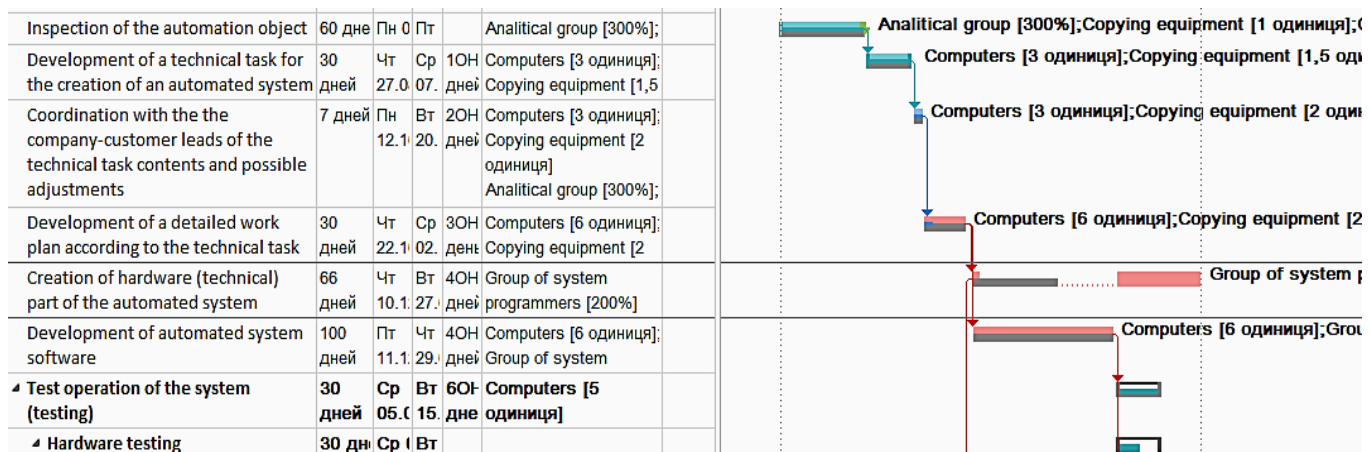 Inspection of the automation object 60 дне Пн 0 Пт Analitical group [300%]; Analitical group [300%];Copying equipment [1 одиниця];
Development of a technical task for 30 Чт Ср 1ОН Computers [3 одиниця]; Computers [3 одиниця];Copying equipment [1,5 оди
the creation of an automated system дней 27.0 07. дней Copying equipment [1,5
Coordination with the the 7 дней Пн Вт 2ОН Computers [3 одиниця]; Computers [3 одиниця];Copying equipment [2 один
company-customer leads of the 12.1 20. дней Copying equipment [2
technical task contents and possible одиниця]
adjustments Analitical group [300%];
Development of a detailed work 30 Чт Ср 3ОН Computers [6 одиниця]; Computers [6 одиниця];Copying equipment [2
plan according to the technical task дней 22.1 02. день Copying equipment [2
Creation of hardware (technical) 66 Чт Вт 4ОН Group of system Group of system p
part of the automated system дней 10.1 27. дней programmers [200%]
Development of automated system 100 Пт Чт 4ОН Computers [6 одиниця]; Computers [6 одиниця];Grou
software дней 11.1 29. дней Group of system
Test operation of the system 30 Ср Вт 6ОН Computers [5
(testing) дней 05.0 15. дне одиниця]
Hardware testing 30 дн Ср Вт